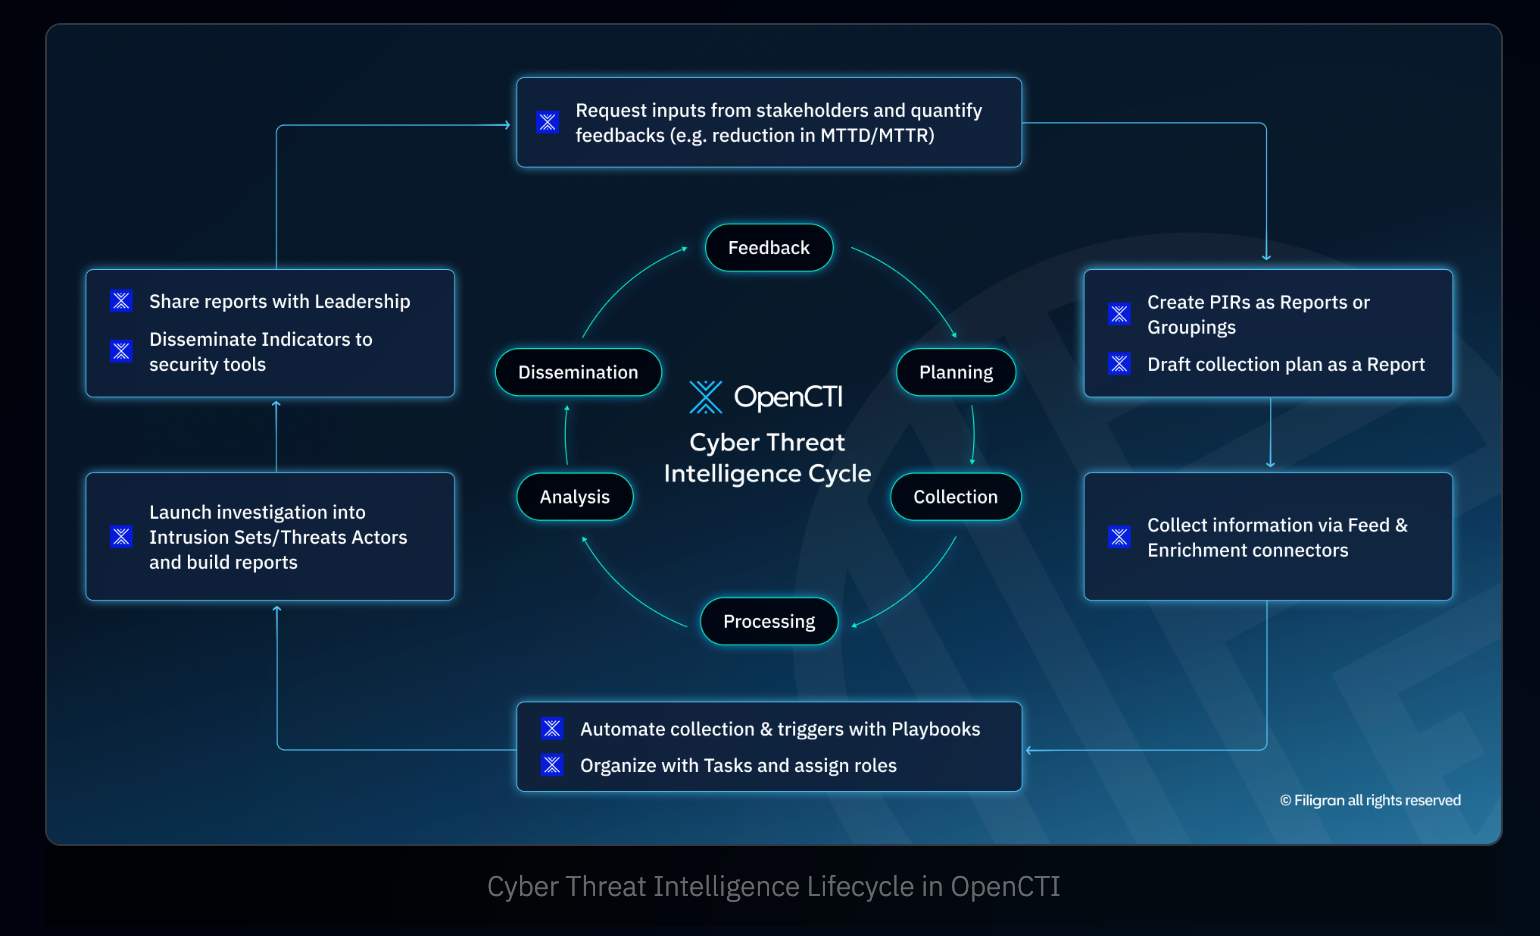 Request inputs from stakeholders and quantify
feedbacks (e.g. reduction in MTTD/MTTR)
Feedback
Share reports with Leadership
Disseminate Indicators to
security tools
Create PIRs as Reports or
Groupings
Draft collection plan as a Report
Dissemination
Planning
OpenCTI
Cyber Threat
Intelligence Cycle
Analysis
Collection
Launch investigation into
Intrusion Sets/Threats Actors
and build reports
Collect information via Feed &
Enrichment connectors
Processing
Automate collection & triggers with Playbooks
Organize with Tasks and assign roles
© Filigran all rights reserved
Cyber Threat Intelligence Lifecycle in OpenCTI